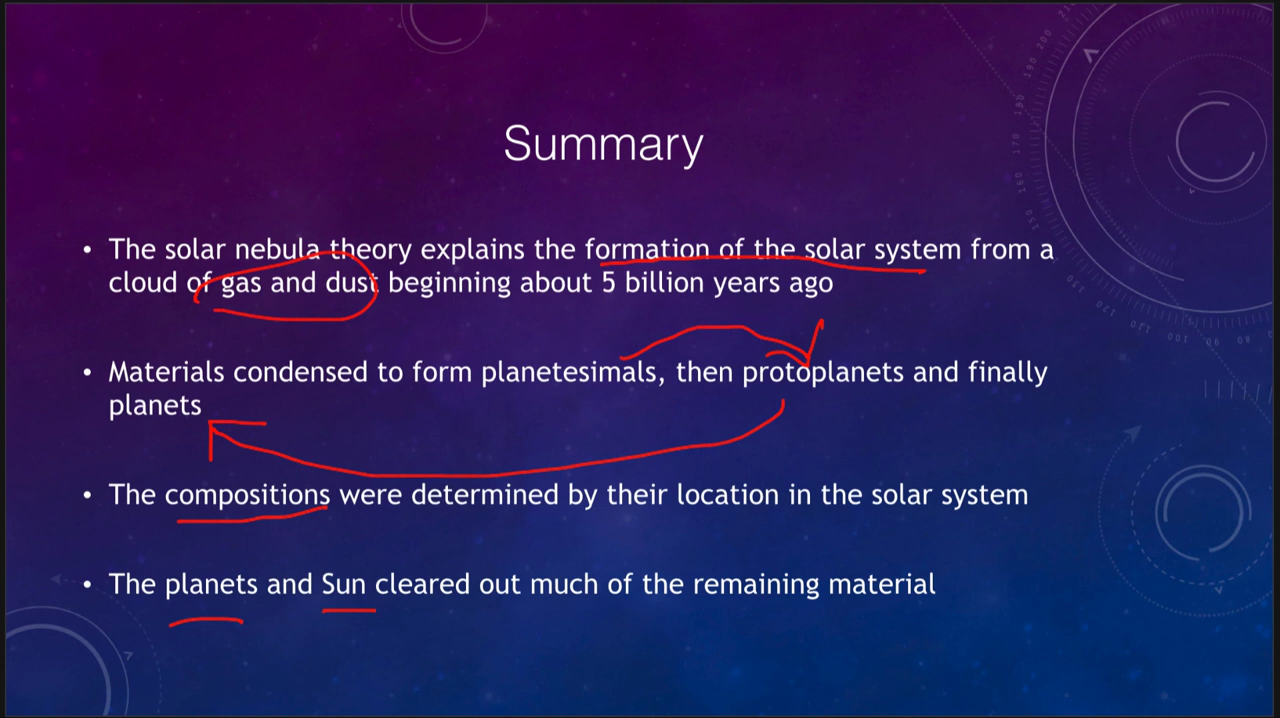 Summary
• The solar nebula theory explains the formation of the solar system from a
cloud of gas and dust beginning about 5 billion years ago
• Materials condensed to form planetesimals, then protoplanets and finally
planets
• The compositions were determined by their location in the solar system
• The planets and Sun cleared out much of the remaining material